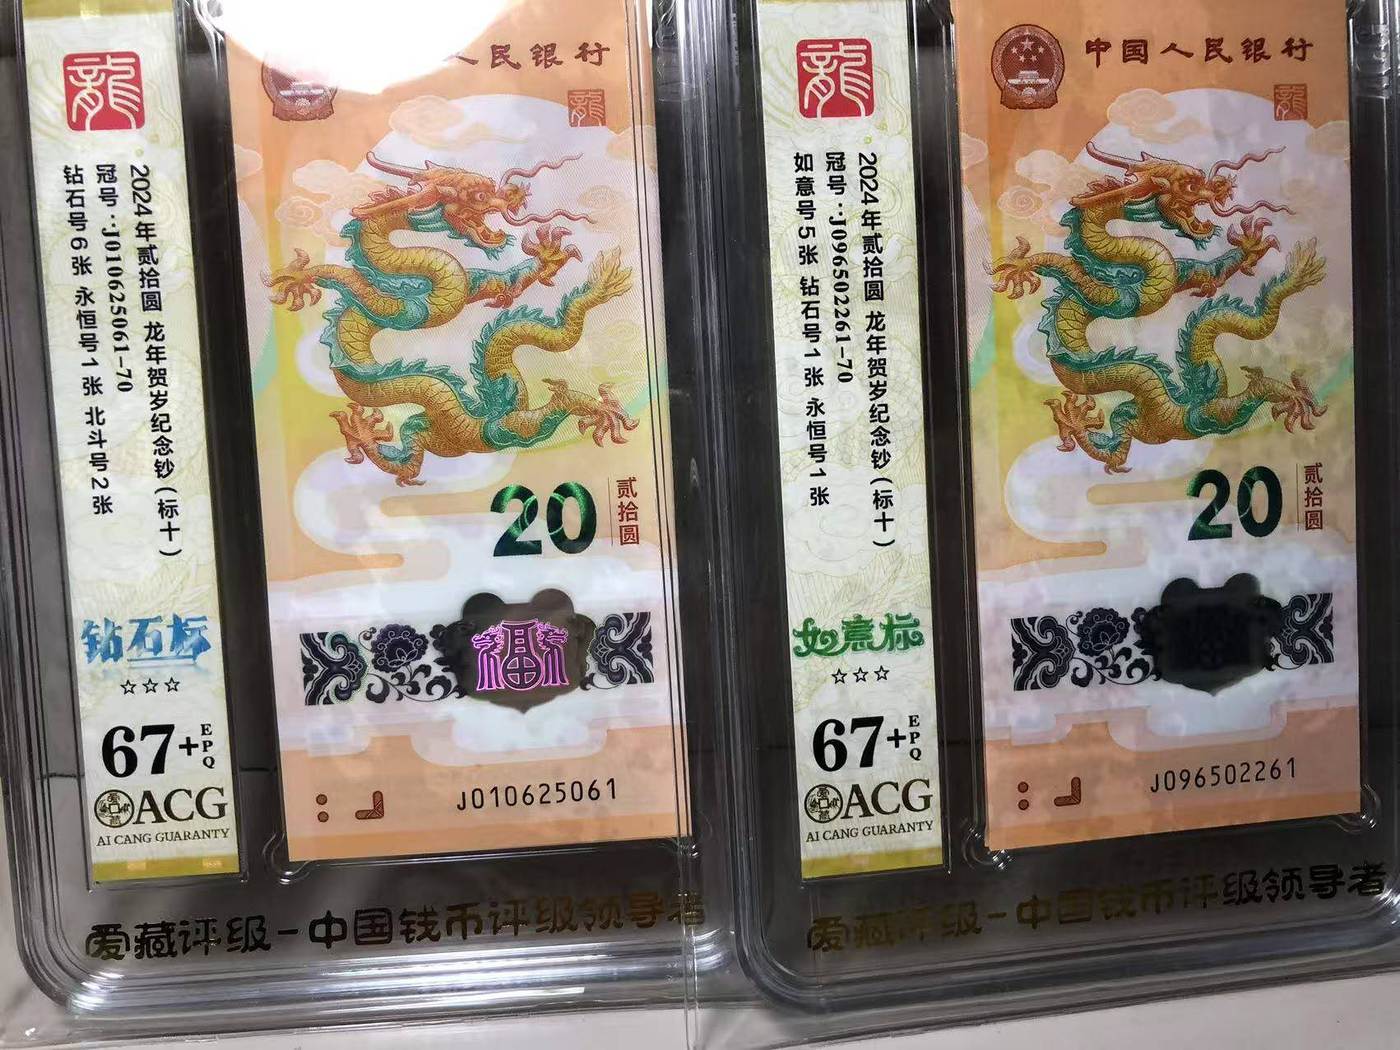 龍
2024年贰拾圆 龙年贺岁纪念钞(标十)
冠号:J010625061-70
钻石号6张 永恒号1张 北斗号2张
钻石标
☆☆☆
67+
EPQ
ACG
AI CANG GUARANTY
人民银行
龍
20
贰拾圆
福
J010625061
爱藏评级-中国钱币评级领导者
龍
2024年贰拾圆 龙年贺岁纪念钞(标十)
冠号:J096502261-70
如意号5张 钻石号1张 永恒号1张
如意标
☆☆☆
67+
EPQ
ACG
AI CANG GUARANTY
中国人民银行
龍
20
贰拾圆
J096502261
爱藏评级-中国钱币评级领导者